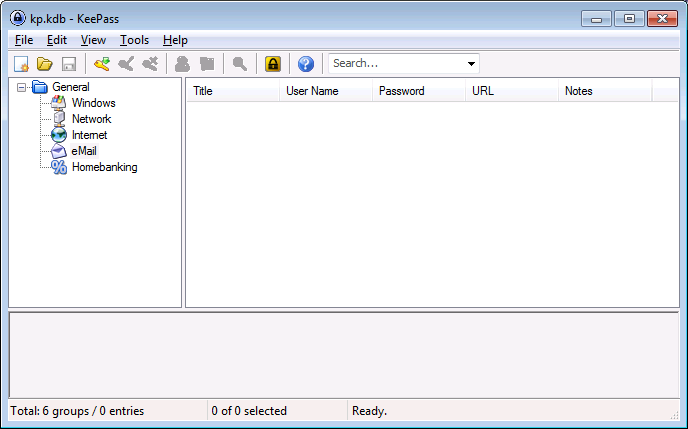 kp.kdb - KeePass
File Edit View Tools Help
Search...
General
Windows
Network
Internet
eMail
Homebanking
Title User Name Password URL Notes
Total: 6 groups / 0 entries 0 of 0 selected Ready.